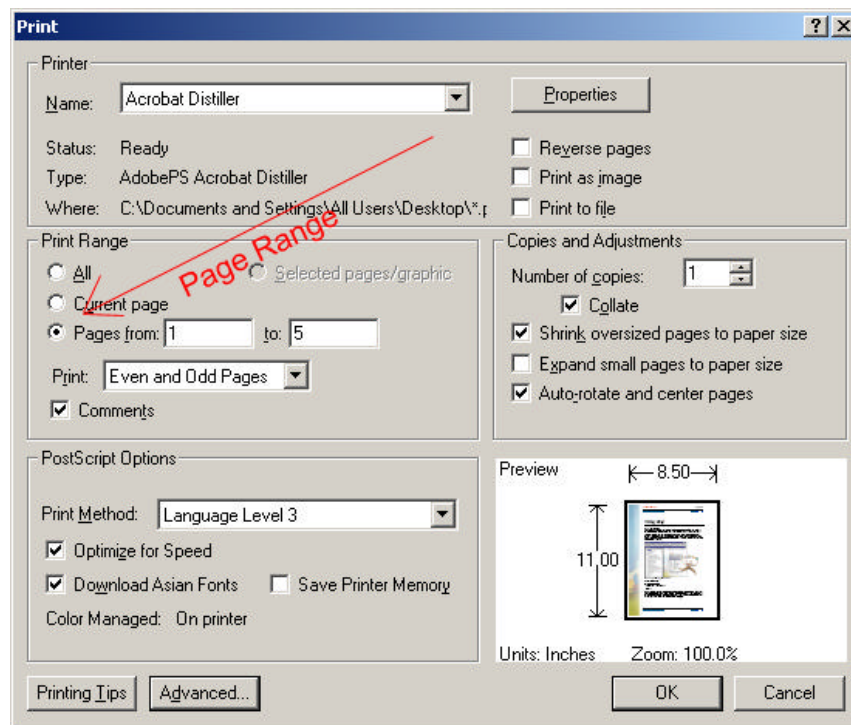 Print
Printer
Name: Acrobat Distiller
Properties
Status: Ready
Type: AdobePS Acrobat Distiller
Where: C:\Documents and Settings\All Users\Desktop\*.p
Reverse pages
Print as image
Print to file
Page Range
Print Range
All
Selected pages/graphic
Current page
Pages from: 1 to: 5
Print: Even and Odd Pages
Comments
Copies and Adjustments
Number of copies: 1
Collate
Shrink oversized pages to paper size
Expand small pages to paper size
Auto-rotate and center pages
PostScript Options
Print Method: Language Level 3
Optimize for Speed
Download Asian Fonts
Save Printer Memory
Color Managed: On printer
Preview
8.50
11.00
Units: Inches Zoom: 100.0%
Printing Tips
Advanced...
OK
Cancel